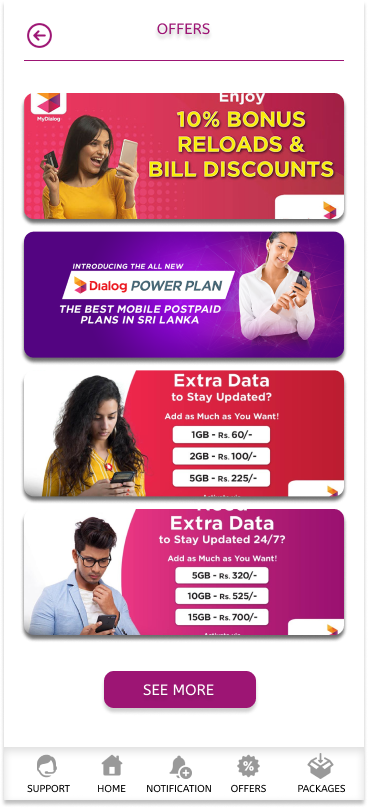 OFFERS
MyDialog
Enjoy
10% BONUS
RELOADS &
BILL DISCOUNTS
INTRODUCING THE ALL NEW
Dialog POWER PLAN
THE BEST MOBILE POSTPAID
PLANS IN SRI LANKA
Extra Data
to Stay Updated?
Add as Much as You Want!
1GB - Rs. 60/-
2GB - Rs. 100/-
5GB - Rs. 225/-
Extra Data
to Stay Updated 24/7?
Add as Much as You Want!
5GB - Rs. 320/-
10GB - Rs. 525/-
15GB - Rs. 700/-
SEE MORE
SUPPORT
HOME
NOTIFICATION
OFFERS
PACKAGES